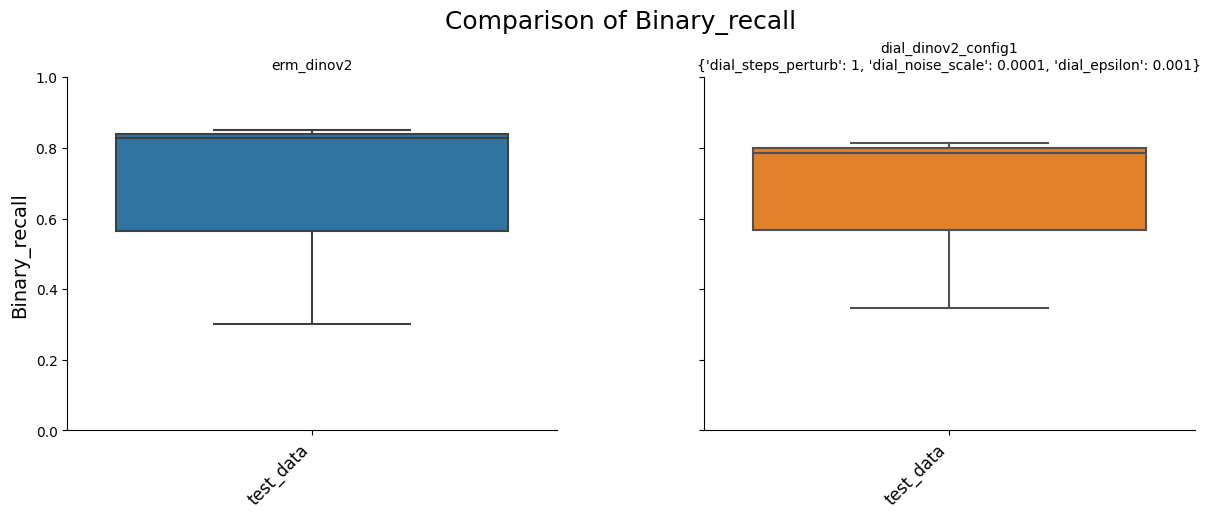 Comparison of Binary_recall
erm_dinov2
dial_dinov2_config1
{'dial_steps_perturb': 1, 'dial_noise_scale': 0.0001, 'dial_epsilon': 0.001}
Binary_recall
1.0
0.8
0.6
0.4
0.2
0.0
test_data
test_data